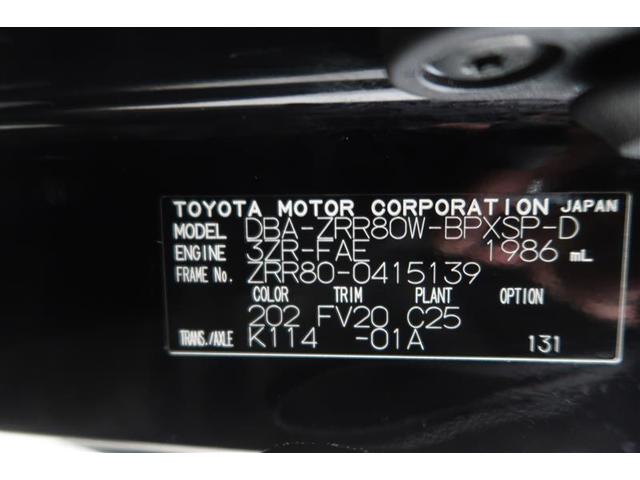 TOYOTA MOTOR CORPORATION JAPAN
MODEL DBA-ZRR80W-BPXSP-D
ENGINE 3ZR-FAE 1986 mL
FRAME No. ZRR80-0415139
COLOR TRIM PLANT OPTION
202 FV20 C25
TRANS./AXLE K114 -01A 131